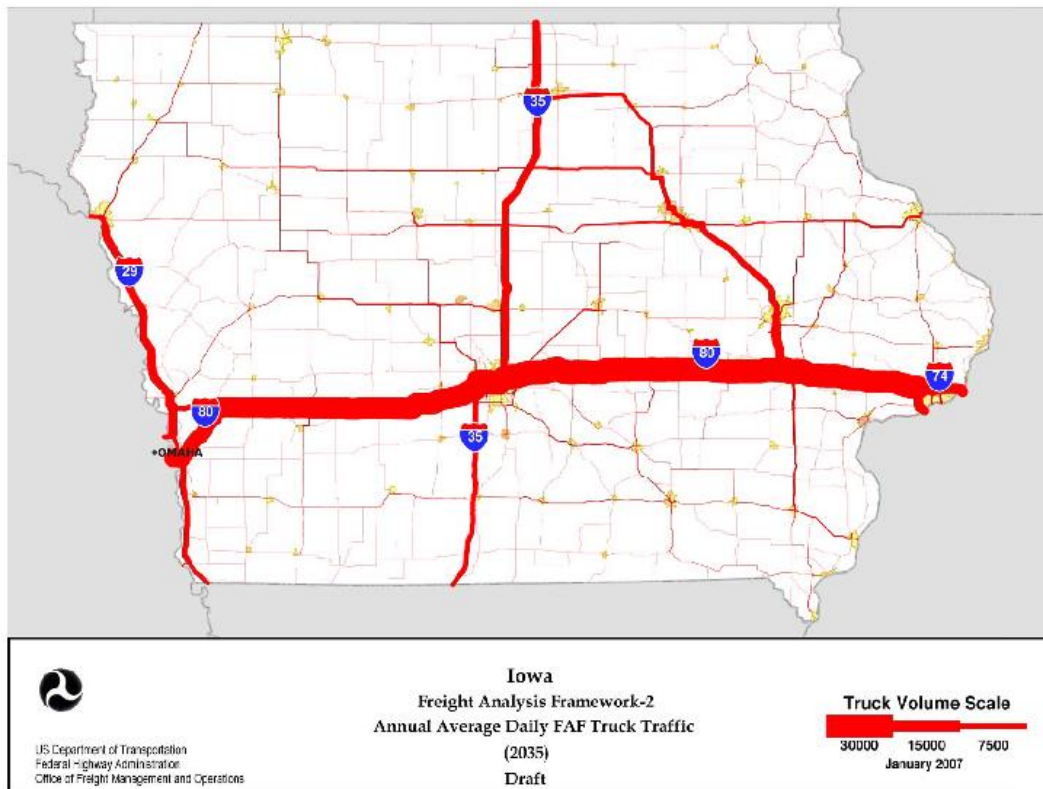 35
29
80
74
80
35
•OMAHA
Iowa
Freight Analysis Framework-2
Annual Average Daily FAF Truck Traffic
(2035)
Draft
US Department of Transportation
Federal Highway Administration
Office of Freight Management and Operations
Truck Volume Scale
30000 15000 7500
January 2007